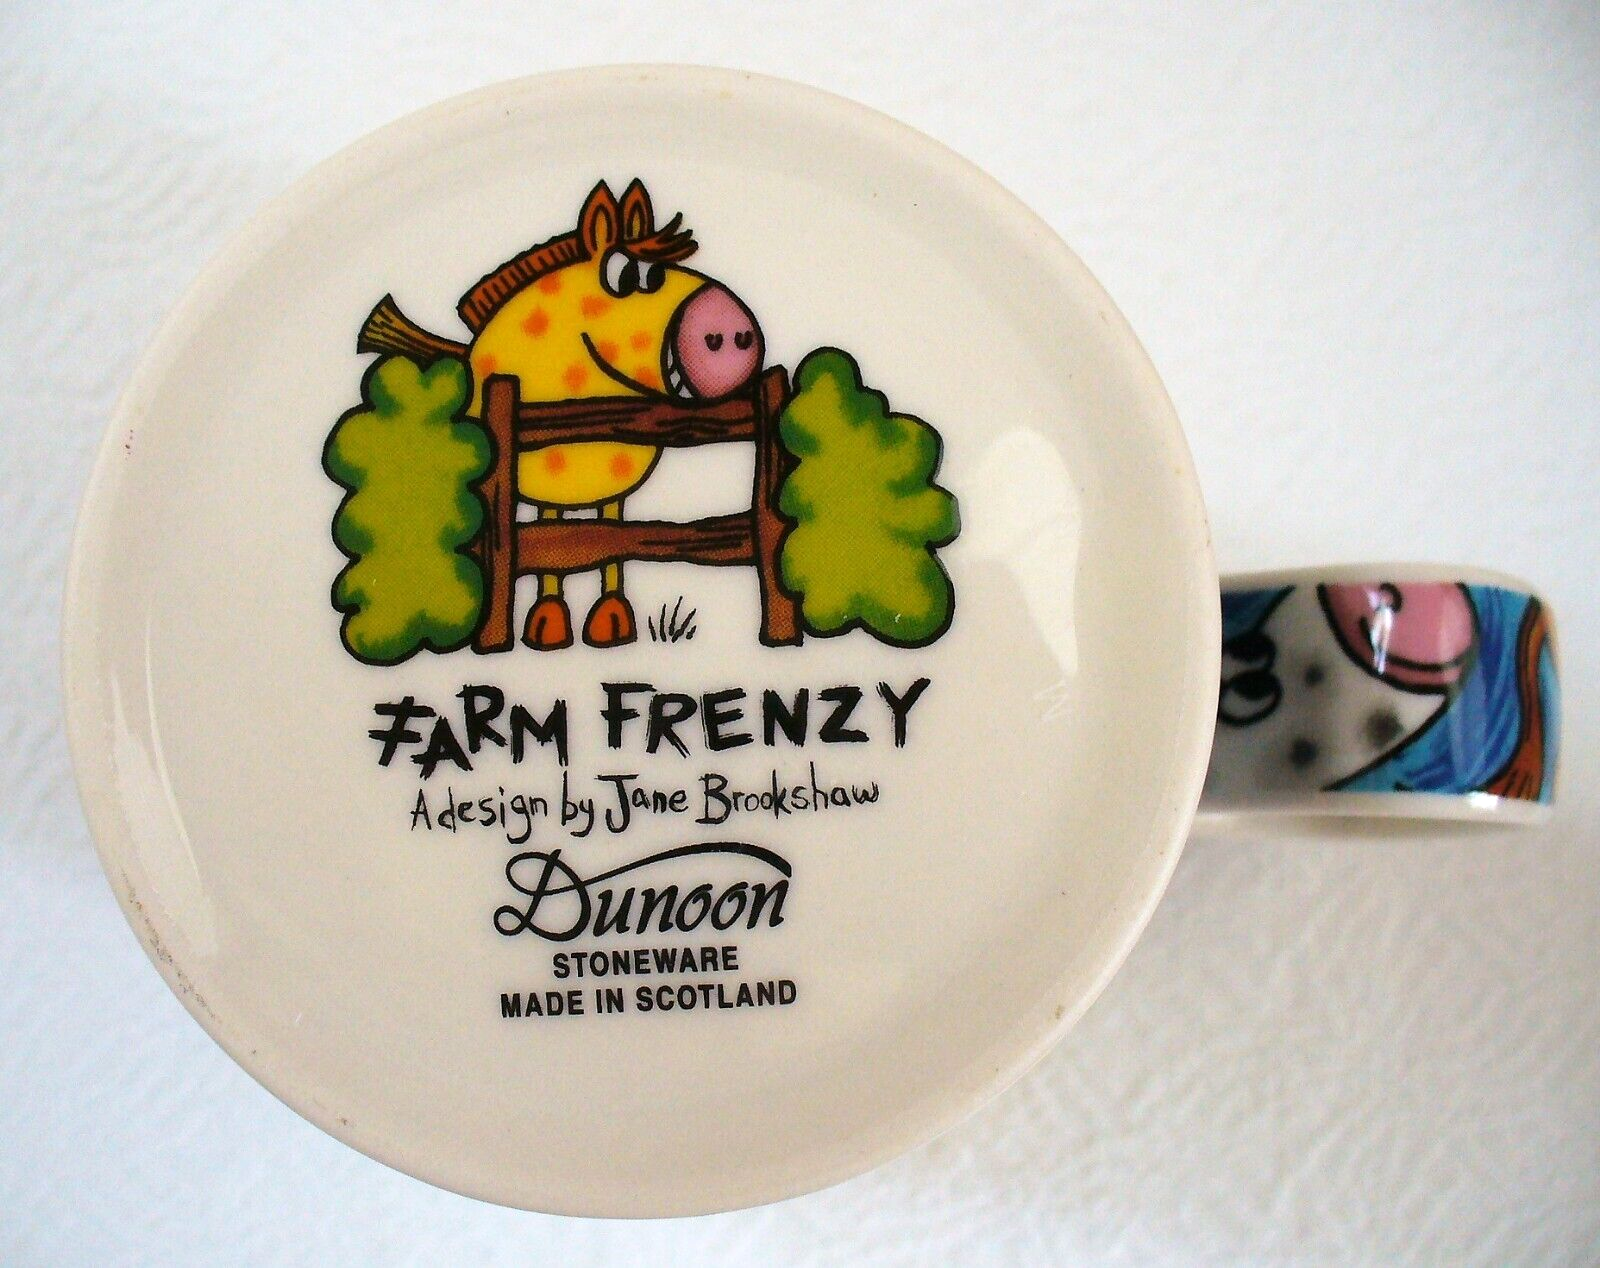 FARM FRENZY
A design by Jane Brookshaw
Dunoon
STONEWARE
MADE IN SCOTLAND